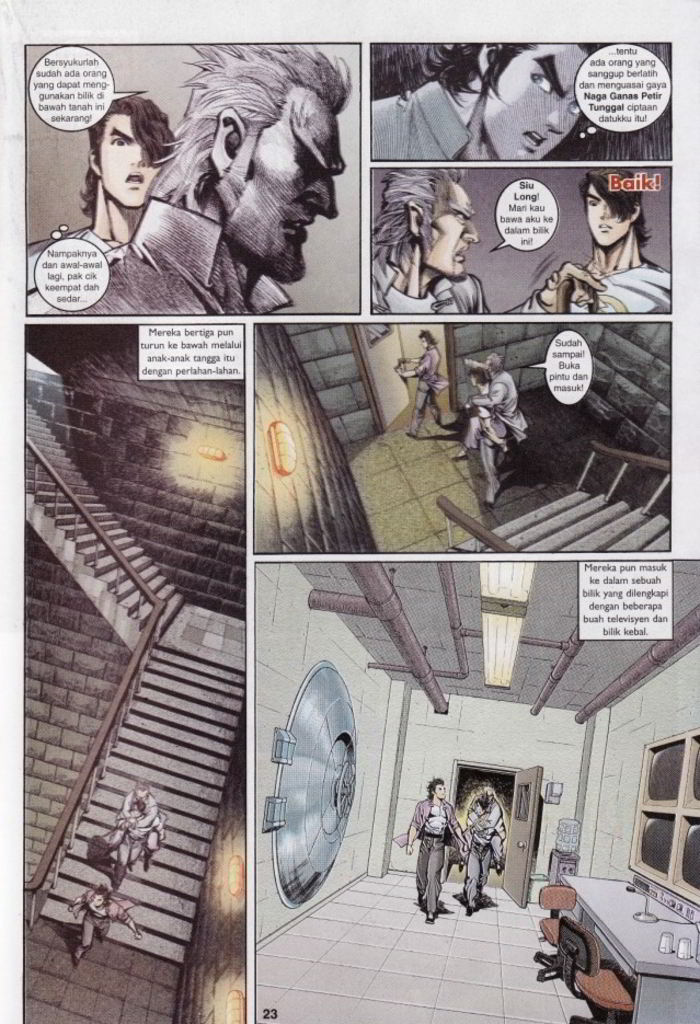 Bersyukurlah
sudah ada orang
yang dapat meng-
gunakan bilik di
bawah tanah ini
sekarang!
Nampaknya
dan awal-awal
lagi, pak cik
keempat dah
sedar...
...tentu
ada orang yang
sanggup berlatih
dan menguasai gaya
Naga Ganas Petir
Tunggal ciptaan
datukku itu!
Siu
Long!
Mari kau
bawa aku ke
dalam bilik
ini!
Baik!
Mereka bertiga pun
turun ke bawah melalui
anak-anak tangga itu
dengan perlahan-lahan.
Sudah
sampai!
Buka
pintu dan
masuk!
Mereka pun masuk
ke dalam sebuah
bilik yang dilengkapi
dengan beberapa
buah televisyen dan
bilik kebal.
23